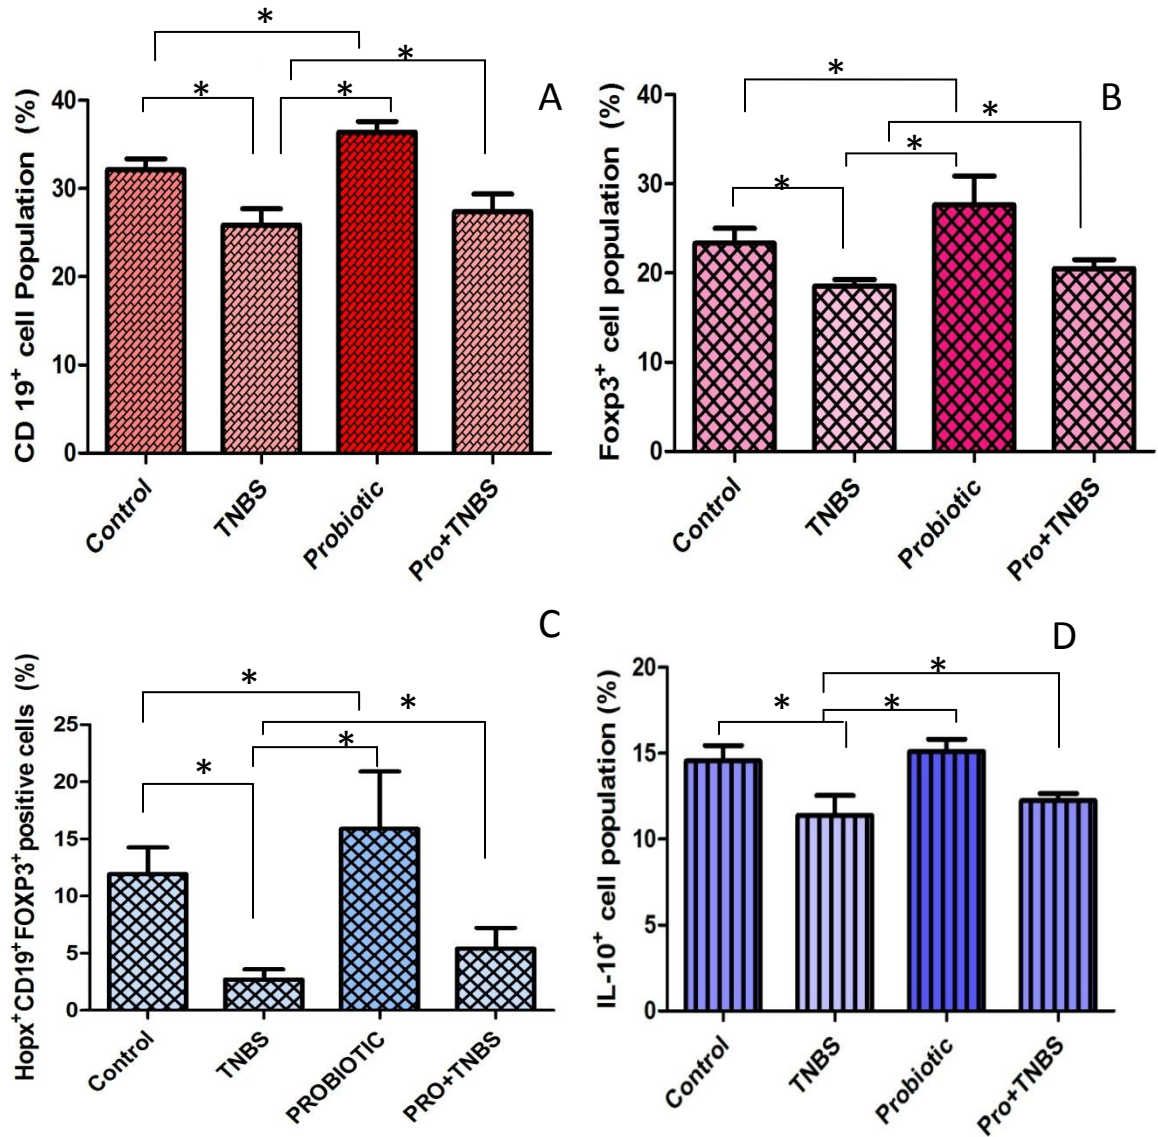 *
*
*
*
A
CD 19⁺ cell Population (%)
40
30
20
10
0
Control
TNBS
Probiotic
Pro+TNBS
*
*
*
*
B
Foxp3⁺ cell population (%)
40
30
20
10
0
Control
TNBS
Probiotic
Pro+TNBS
C
*
*
*
*
Hopx⁺CD19⁺FOXP3⁺positive cells (%)
25
20
15
10
5
0
Control
TNBS
PROBIOTIC
PRO+TNBS
D
*
*
*
IL-10⁺ cell population (%)
20
15
10
5
0
Control
TNBS
Probiotic
Pro+TNBS